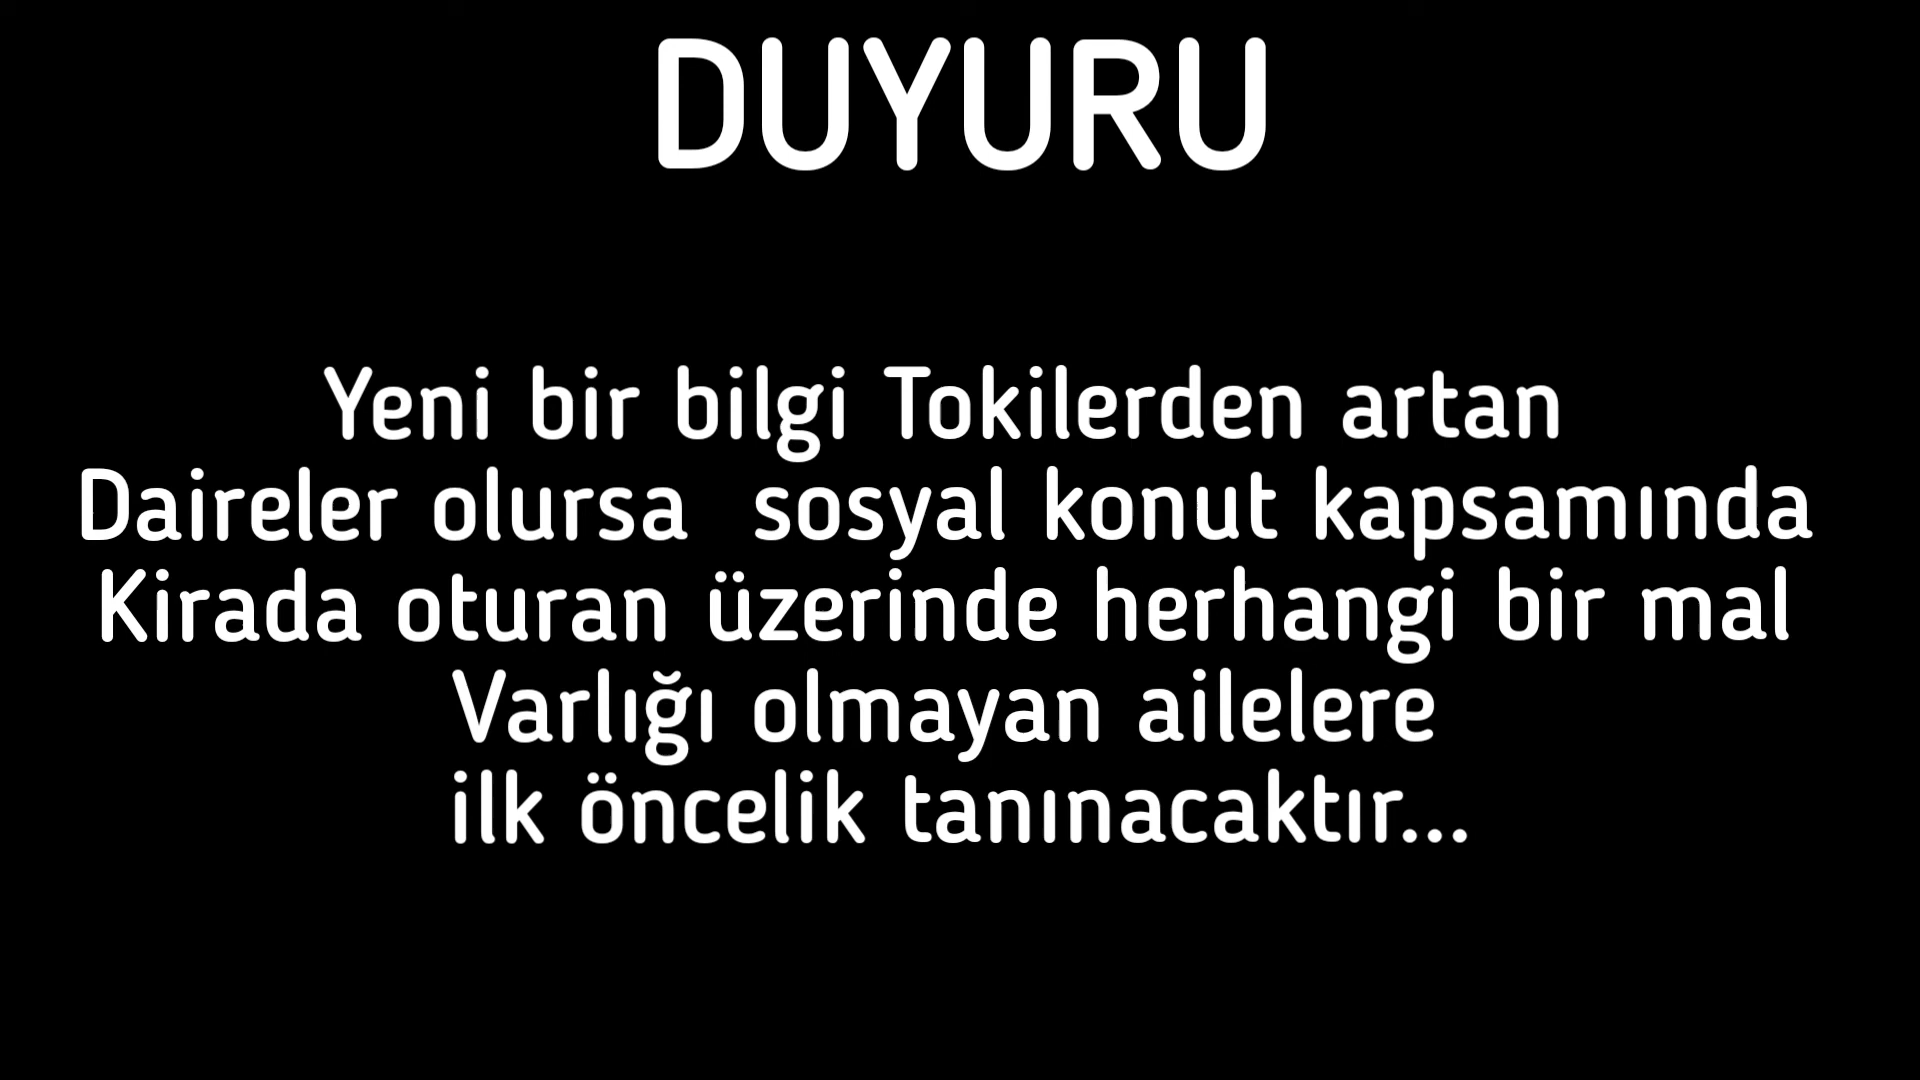 DUYURU
Yeni bir bilgi Tokilerden artan
Daireler olursa sosyal konut kapsamında
Kirada oturan üzerinde herhangi bir mal
Varlığı olmayan ailelere
ilk öncelik tanınacaktır...